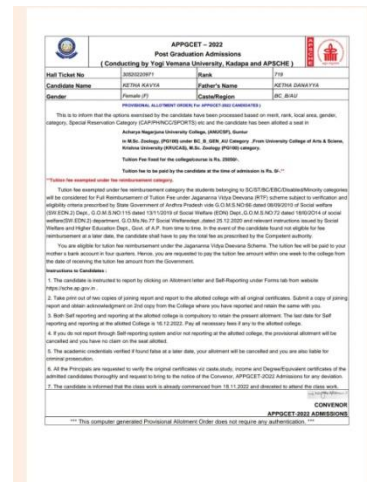 APPGCET – 2022
Post Graduation Admissions
( Conducting by Yogi Vemana University, Kadapa and APSCHE )
Hall Ticket No 30520220971 Rank 719
Candidate Name KETHA KAVYA Father's Name KETHA DANAYYA
Gender Female (F) Caste/Region BC_B/AU
PROVISIONAL ALLOTMENT ORDER( For APPGCET-2022 CANDIDATES )
This is to inform that the options exercised by the candidate have been processed based on merit, rank, local area, gender,
category, Special Reservation Category (CAP/PH/NCC/SPORTS) etc and the candidate has been allotted a seat in
Acharya Nagarjuna University College, (ANUCSF), Guntur
in M.Sc. Zoology, (PG160) under BC_B_GEN_AU Category .From University College of Arts & Science,
Krishna University (KRUCAS), M.Sc. Zoology (PG160) category.
Tuition Fee fixed for the college/course is Rs. 25000/-.
Tuition fee to be paid by the candidate at the time of admission is Rs. 0/-.**
**Tuition fee exempted under fee reimbursement category.
Tuition fee exempted under fee reimbursement category the students belonging to SC/ST/BC/EBC/Disabled/Minority categories
will be considered for Full Reimbursement of Tuition Fee under Jagananna Vidya Deevana (RTF) scheme subject to verification and
eligibility criteria prescribed by State Government of Andhra Pradesh vide G.O.M.S.NO:66 dated 08/09/2010 of Social Welfare
(SW.EDN.2) Dept., G.O.M.S.NO:115 dated 13/11/2019 of Social Welfare (EDN) Dept.,G.O.M.S.NO.72 dated 18/6/2014 of social
welfare(SW.EDN.2) department, G.O.Ms.No.77 Social Welfaredept.,dated 25.12.2020 and relevant instructions issued by Social
Welfare and Higher Education Dept., Govt. of A.P. from time to time. In the event of the candidate found not eligible for fee
reimbursement at a later date, the candidate shall have to pay the total fee as prescribed by the Competent authority.
You are eligible for tuition fee reimbursement under the Jagananna Vidya Deevana Scheme. The tuition fee will be paid to your
mother s bank account in four quarters. Hence, you are requested to pay the tuition fee amount within one week to the college from
the date of receiving the tuition fee amount from the Government.
Instructions to Candidates :
1. The candidate is instructed to report by clicking on Allotment letter and Self-Reporting under Forms tab from website
https://sche.ap.gov.in .
2. Take print out of two copies of joining report and report to the allotted college with all original certificates. Submit a copy of joining
report and obtain acknowledgment on 2nd copy from the College where you have reported and retain the same with you.
3. Both Self reporting and reporting at the allotted college is compulsory to retain the present allotment. The last date for Self
reporting and reporting at the allotted College is 16.12.2022. Pay all necessary fees if any to the allotted college.
4. If you do not report through Self-reporting system and/or not reporting at the allotted college, the provisional allotment will be
cancelled and you have no claim on the seat allotted.
5. The academic credentials verified if found false at a later date, your allotment will be cancelled and you are also liable for
criminal prosecution.
6. All the Principals are requested to verify the original certificates viz caste,study, income and Degree/Equivalent certificates of the
admitted candidates thoroughly and request to bring to the notice of the Convenor, APPGCET-2022 Admissions for any deviation.
7. The candidate is informed that the class work is already commenced from 18.11.2022 and directed to attend the class work.
CONVENOR
APPGCET-2022 ADMISSIONS
*** This computer generated Provisional Allotment Order does not require any authentication. ***